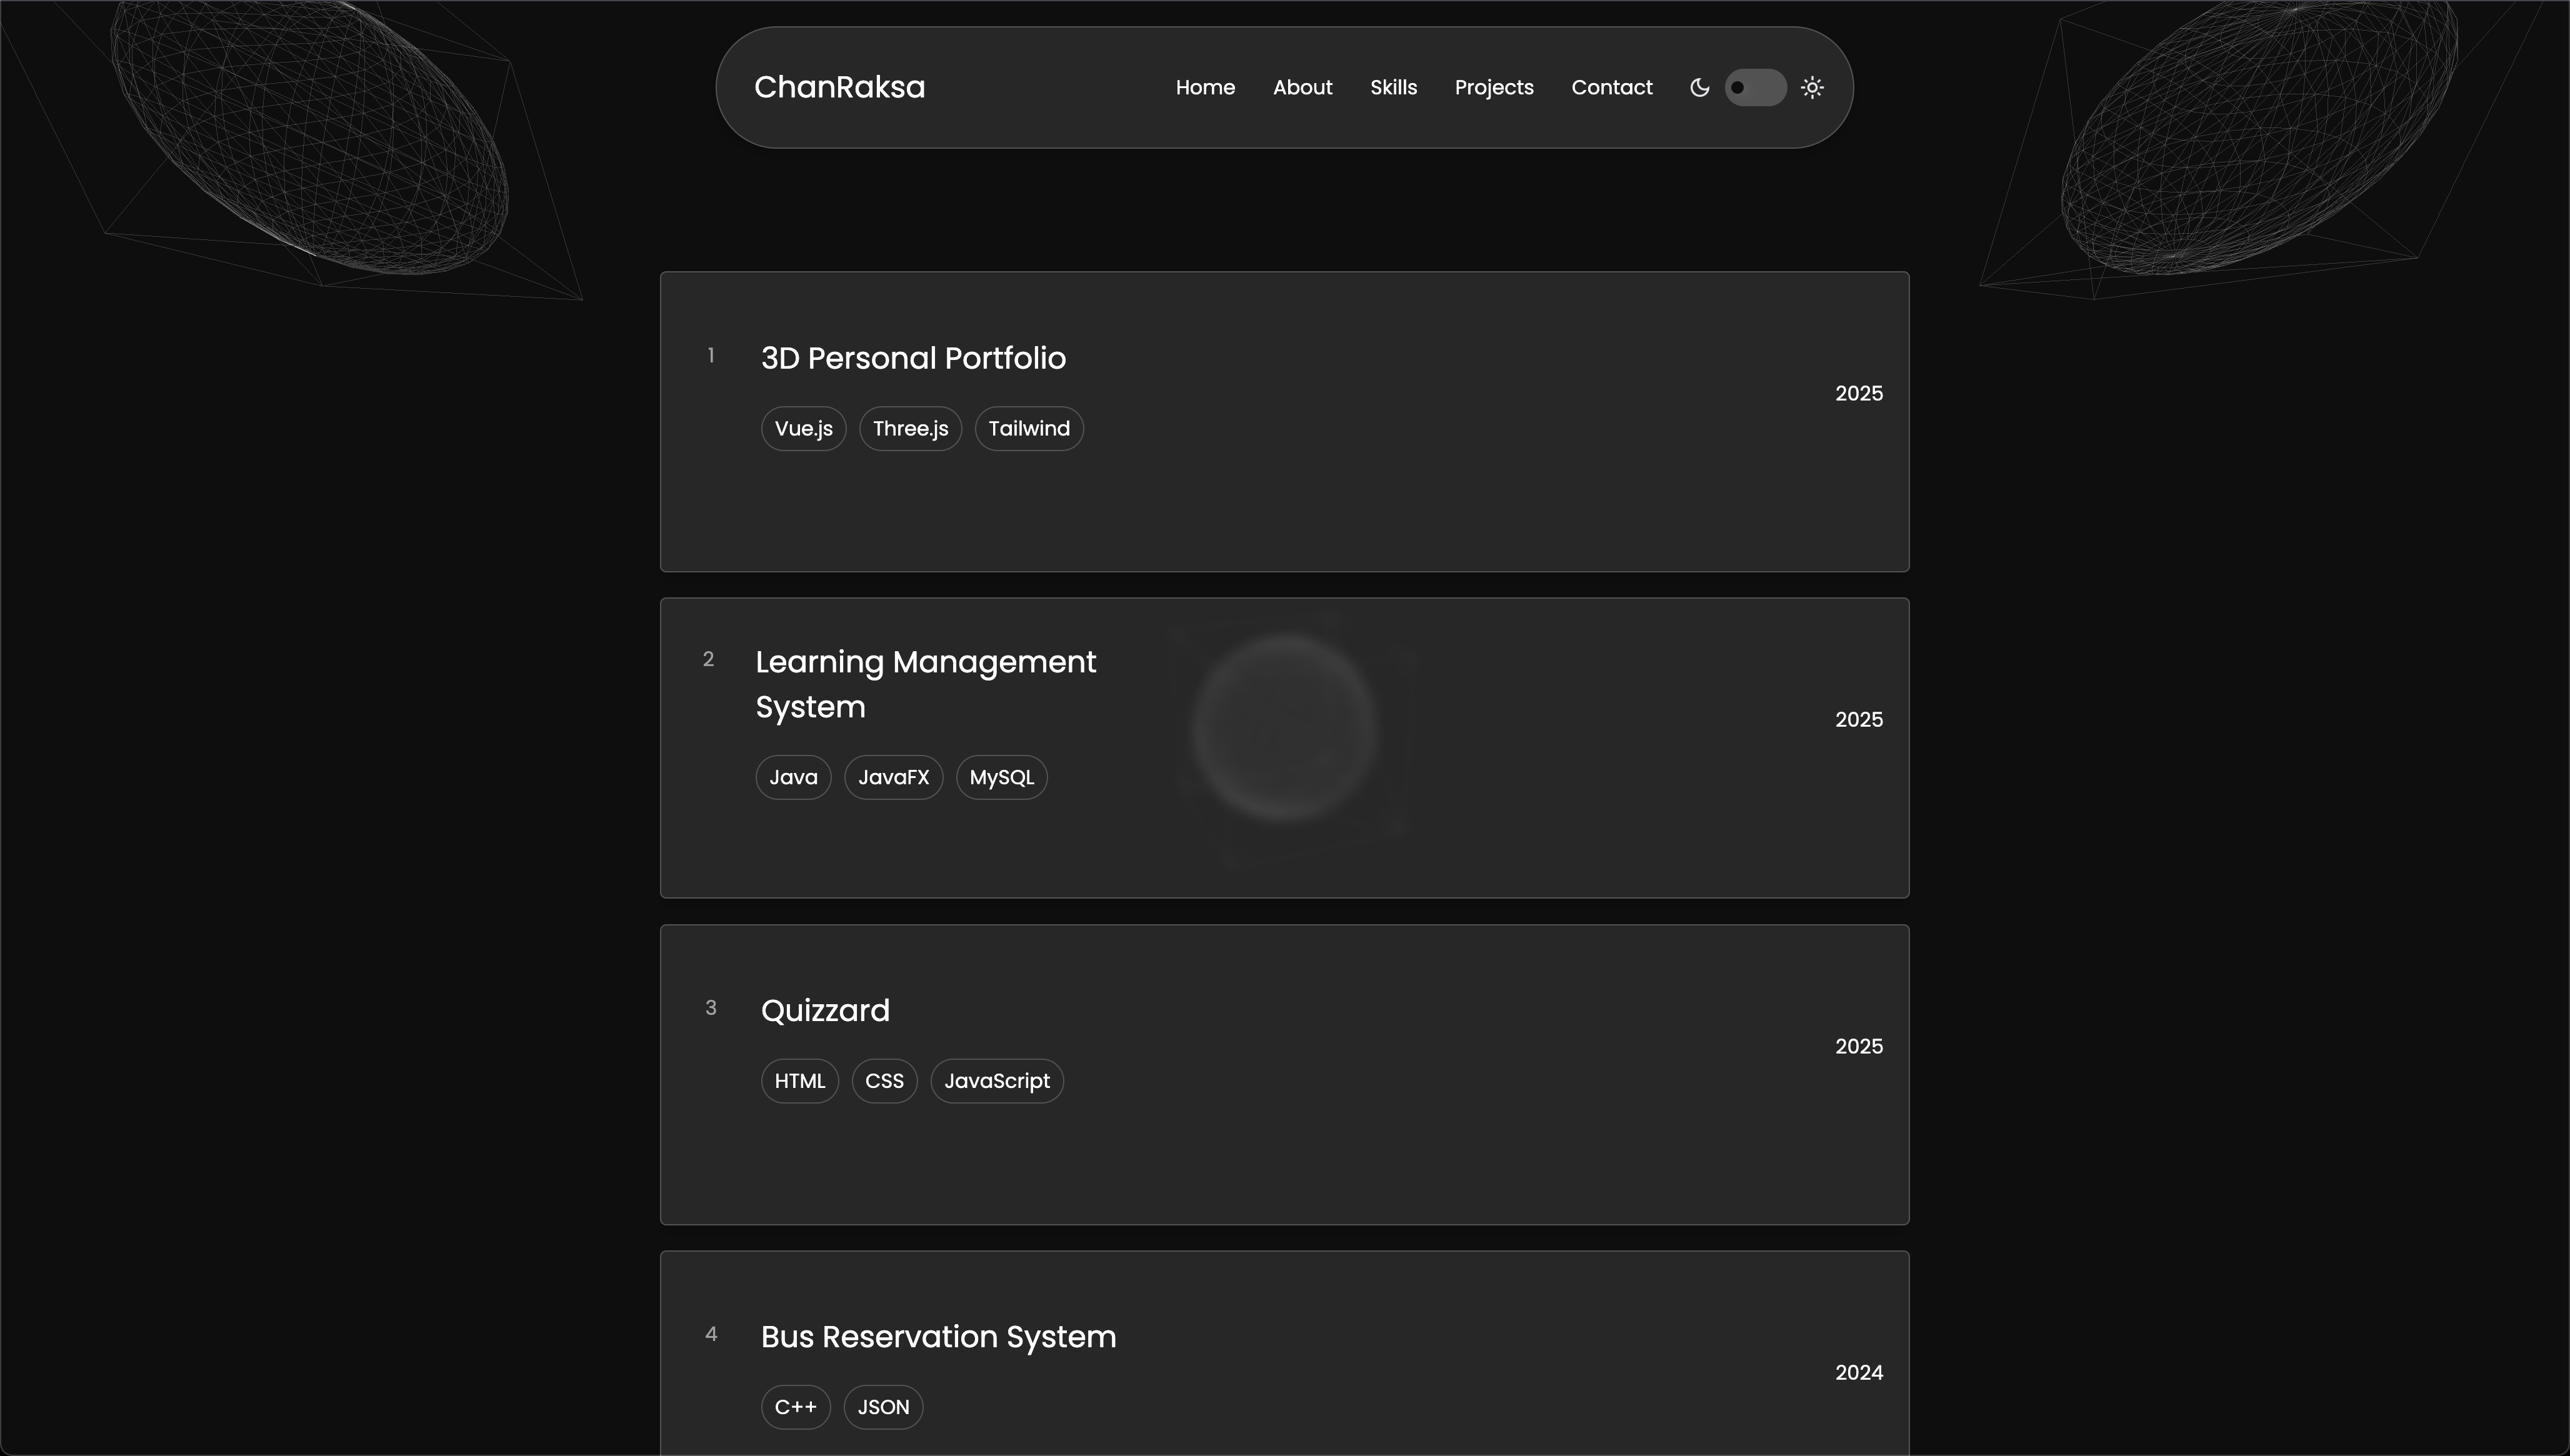 ChanRaksa Home About Skills Projects Contact
1 3D Personal Portfolio
2025
Vue.js Three.js Tailwind
2 Learning Management
System
2025
Java JavaFX MySQL
3 Quizzard
2025
HTML CSS JavaScript
4 Bus Reservation System
2024
C++ JSON